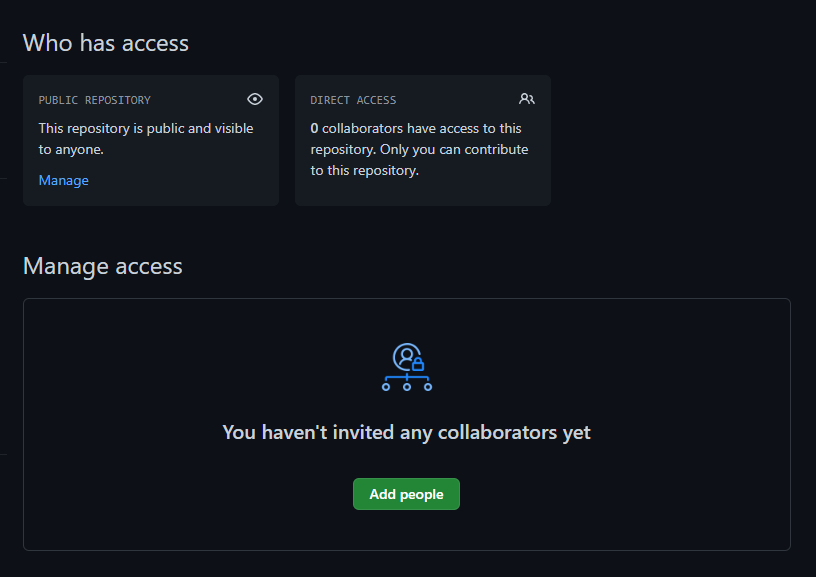 Who has access
PUBLIC REPOSITORY
This repository is public and visible
to anyone.
Manage
DIRECT ACCESS
0 collaborators have access to this
repository. Only you can contribute
to this repository.
Manage access
You haven't invited any collaborators yet
Add people